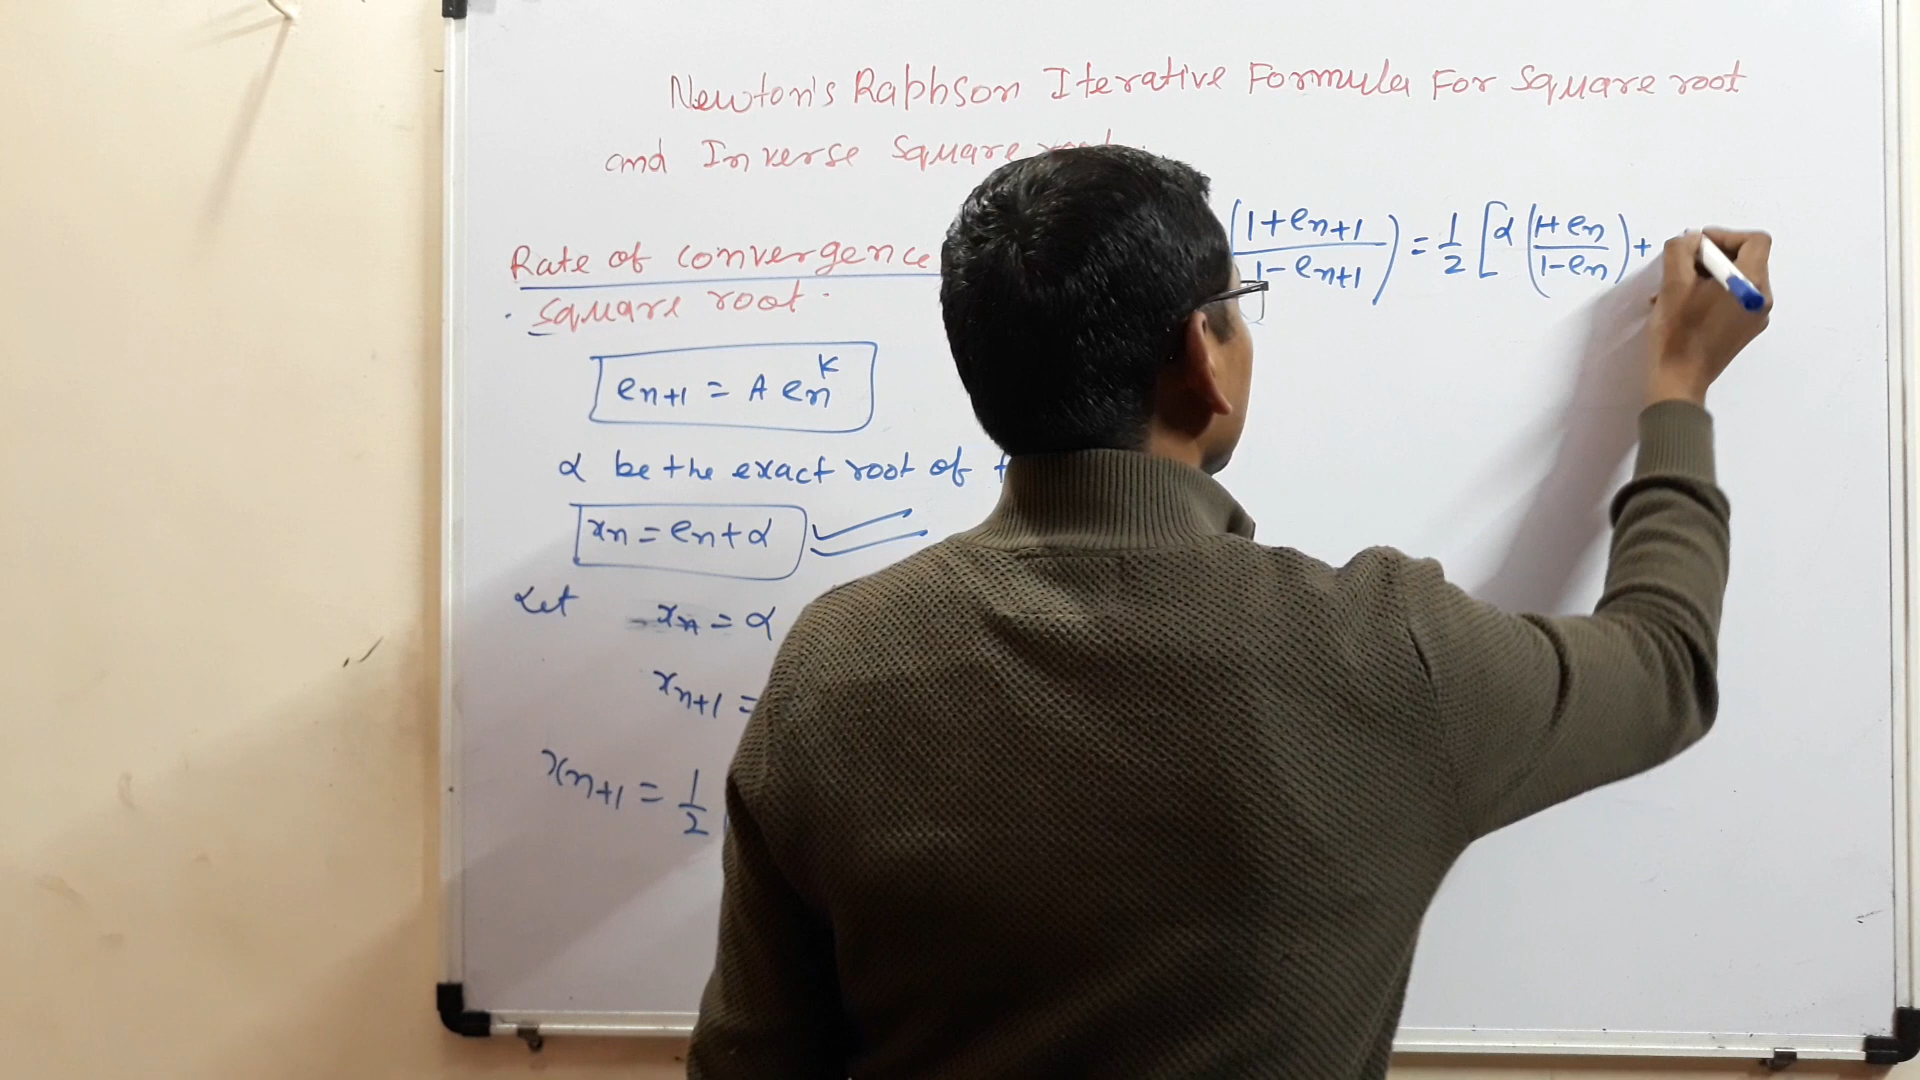 Newton's Raphson Iterative Formula For Square root
and Inverse Square
Rate of convergence
square root.
en+1 = A en^K
α be the exact root of
xn = en + α
Let xn = α
xn+1 =
xn+1 = 1/2
(1+en+1 / 1-en+1) = 1/2 [α (1+en / 1-en) +